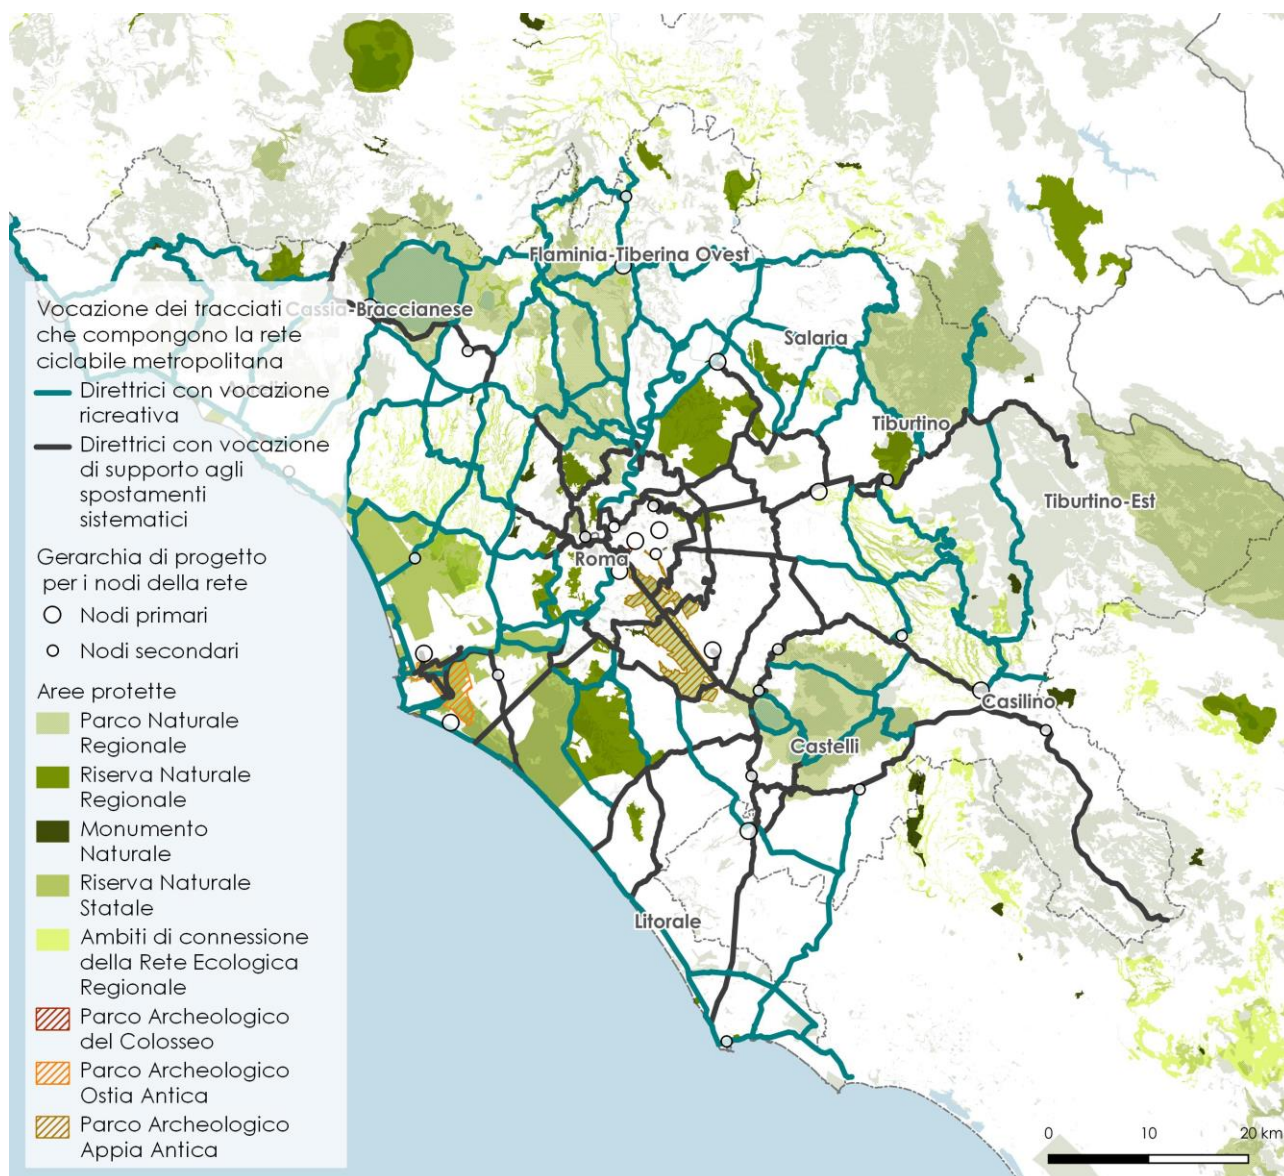 Vocazione dei tracciati
che compongono la rete
ciclabile metropolitana
Direttrici con vocazione
ricreativa
Direttrici con vocazione
di supporto agli
spostamenti
sistematici
Gerarchia di progetto
per i nodi della rete
Nodi primari
Nodi secondari
Aree protette
Parco Naturale
Regionale
Riserva Naturale
Regionale
Monumento
Naturale
Riserva Naturale
Statale
Ambiti di connessione
della Rete Ecologica
Regionale
Parco Archeologico
del Colosseo
Parco Archeologico
Ostia Antica
Parco Archeologico
Appia Antica
Flaminia-Tiberina Ovest
Cassia-Braccianese
Salaria
Tiburtino
Tiburtino-Est
Roma
Casilino
Castelli
Litorale
0 10 20 km